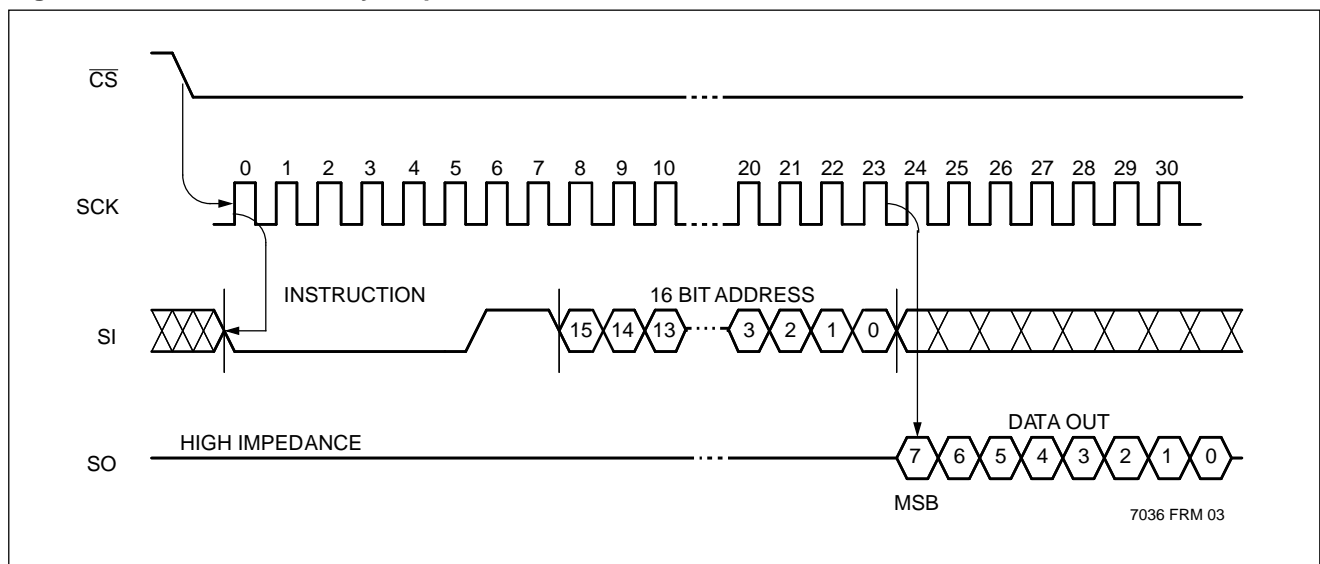 CS
0 1 2 3 4 5 6 7 8 9 10 20 21 22 23 24 25 26 27 28 29 30
SCK
INSTRUCTION 16 BIT ADDRESS
SI 15 14 13 3 2 1 0
HIGH IMPEDANCE DATA OUT
SO 7 6 5 4 3 2 1 0
MSB
7036 FRM 03